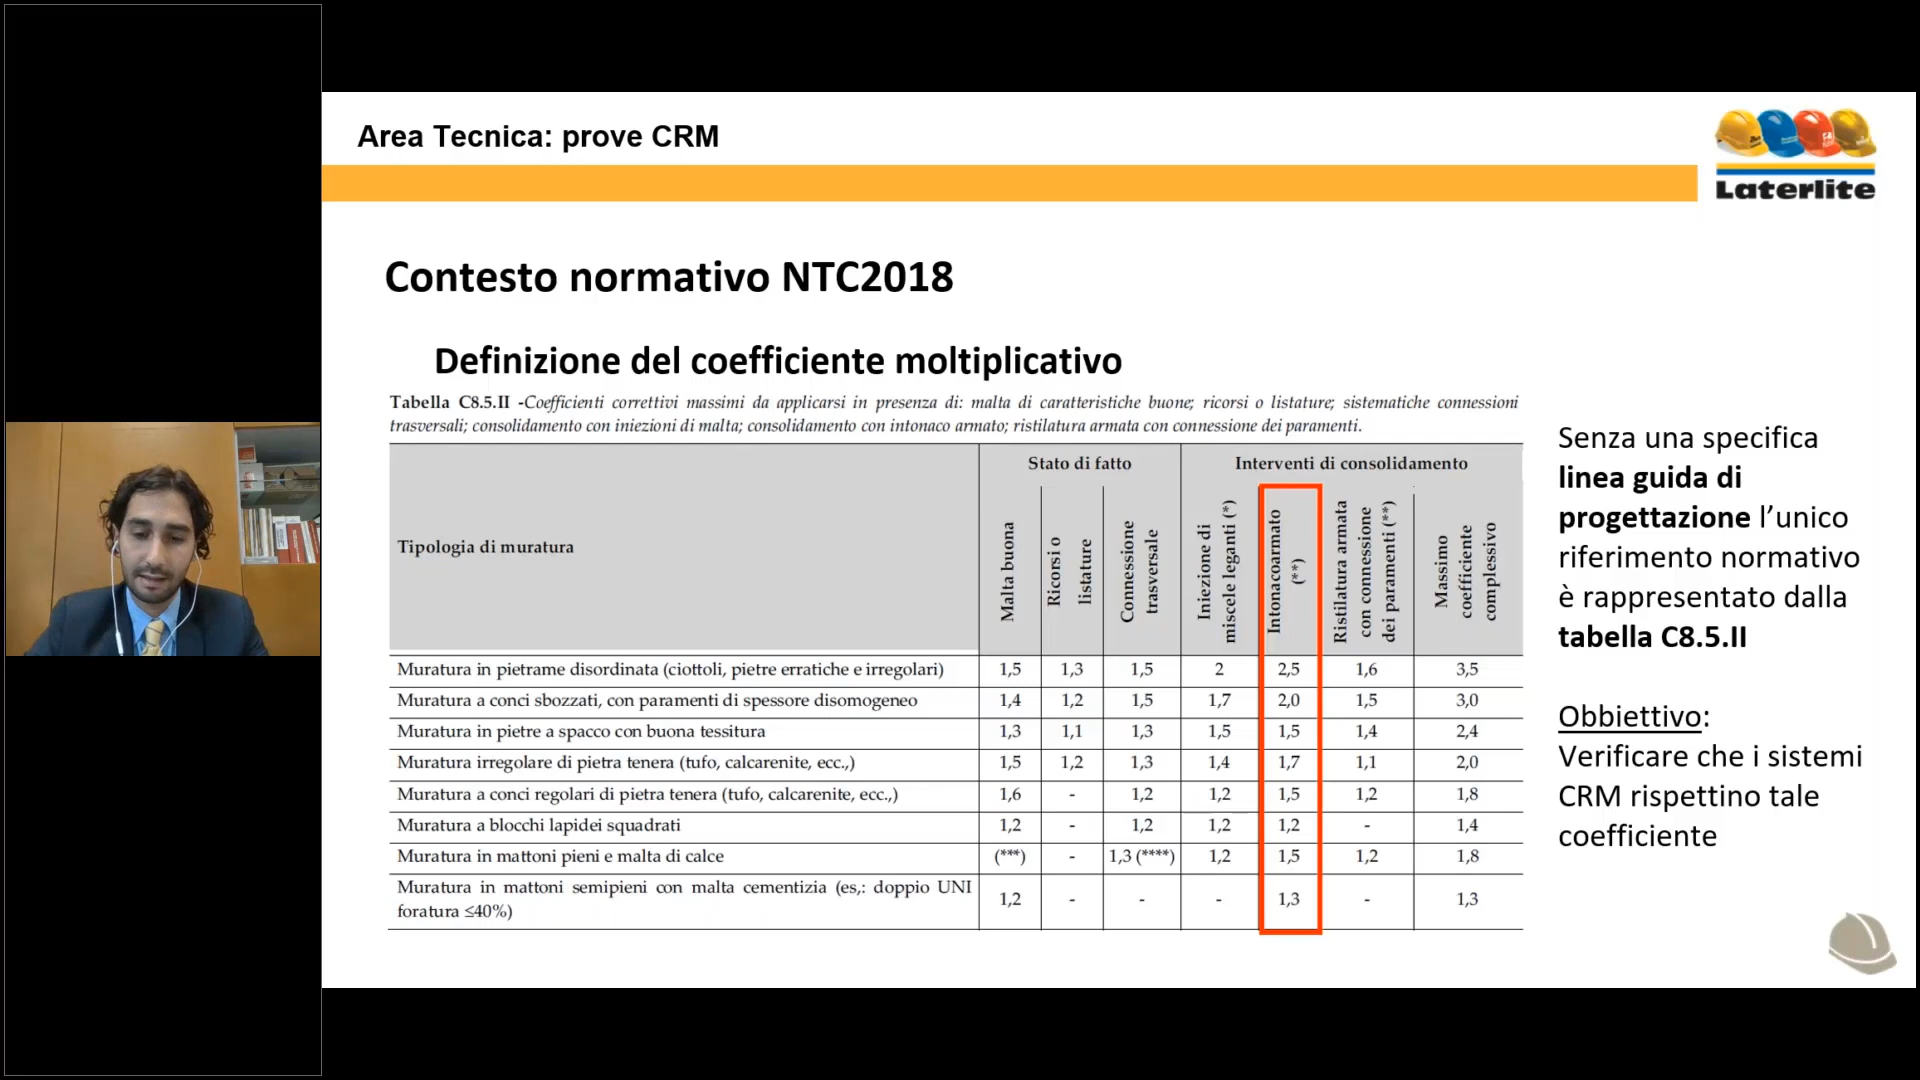 Area Tecnica: prove CRM
Laterlite
Contesto normativo NTC2018
Definizione del coefficiente moltiplicativo
Tabella C8.5.II -Coefficienti correttivi massimi da applicarsi in presenza di: malta di caratteristiche buone; ricorsi o listature; sistematiche connessioni
trasversali; consolidamento con iniezioni di malta; consolidamento con intonaco armato; ristilatura armata con connessione dei paramenti.
Stato di fatto Interventi di consolidamento
Tipologia di muratura
Malta buona
Ricorsi o
listature
Connessione
trasversale
Iniezione di
miscele leganti (*)
Intonacoarmato
(**)
Ristilatura armata
con connessione
dei paramenti (**)
Massimo
coefficiente
complessivo
Muratura in pietrame disordinata (ciottoli, pietre erratiche e irregolari) 1,5 1,3 1,5 2 2,5 1,6 3,5
Muratura a conci sbozzati, con paramenti di spessore disomogeneo 1,4 1,2 1,5 1,7 2,0 1,5 3,0
Muratura in pietre a spacco con buona tessitura 1,3 1,1 1,3 1,5 1,5 1,4 2,4
Muratura irregolare di pietra tenera (tufo, calcarenite, ecc.,) 1,5 1,2 1,3 1,4 1,7 1,1 2,0
Muratura a conci regolari di pietra tenera (tufo, calcarenite, ecc.,) 1,6 - 1,2 1,2 1,5 1,2 1,8
Muratura a blocchi lapidei squadrati 1,2 - 1,2 1,2 1,2 - 1,4
Muratura in mattoni pieni e malta di calce (***) - 1,3 (****) 1,2 1,5 1,2 1,8
Muratura in mattoni semipieni con malta cementizia (es,: doppio UNI
foratura ≤40%) 1,2 - - - 1,3 - 1,3
Senza una specifica
linea guida di
progettazione l’unico
riferimento normativo
è rappresentato dalla
tabella C8.5.II
Obbiettivo:
Verificare che i sistemi
CRM rispettino tale
coefficiente